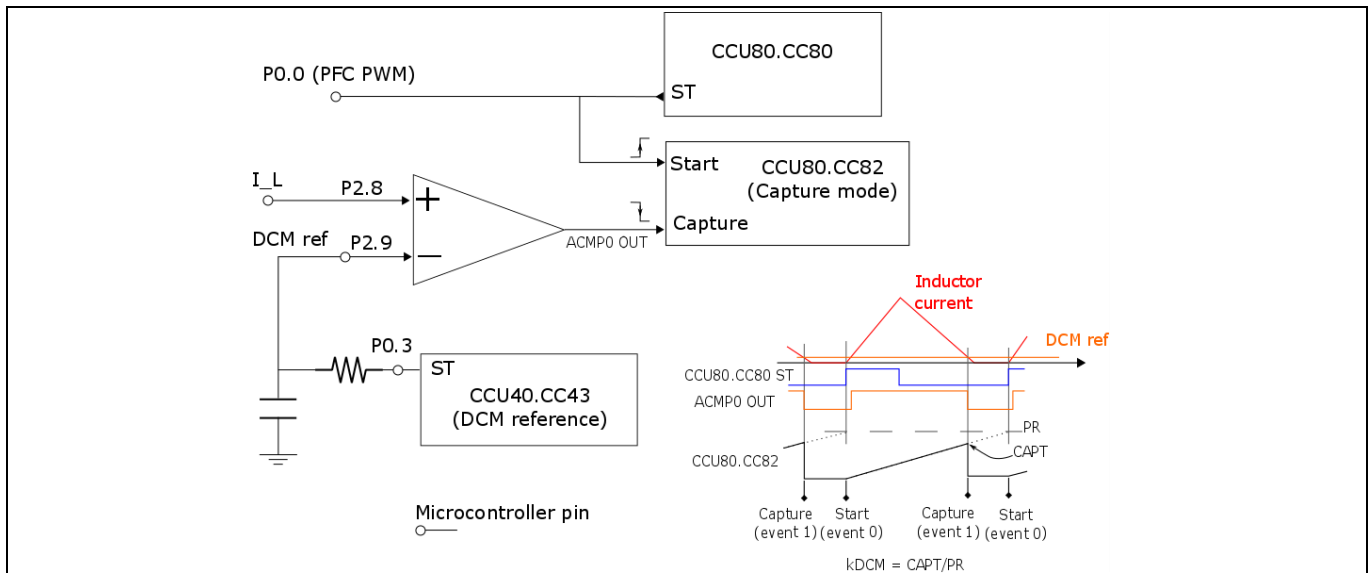 CCU80.CC80
P0.0 (PFC PWM)
ST
Start
CCU80.CC82
(Capture mode)
I_L
P2.8
+
Capture
ACMP0 OUT
DCM ref
P2.9
−
P0.3
ST
CCU40.CC43
(DCM reference)
Microcontroller pin
Inductor
current
DCM ref
CCU80.CC80 ST
ACMP0 OUT
PR
CAPT
CCU80.CC82
Capture
(event 1)
Start
(event 0)
Capture
(event 1)
Start
(event 0)
kDCM = CAPT/PR